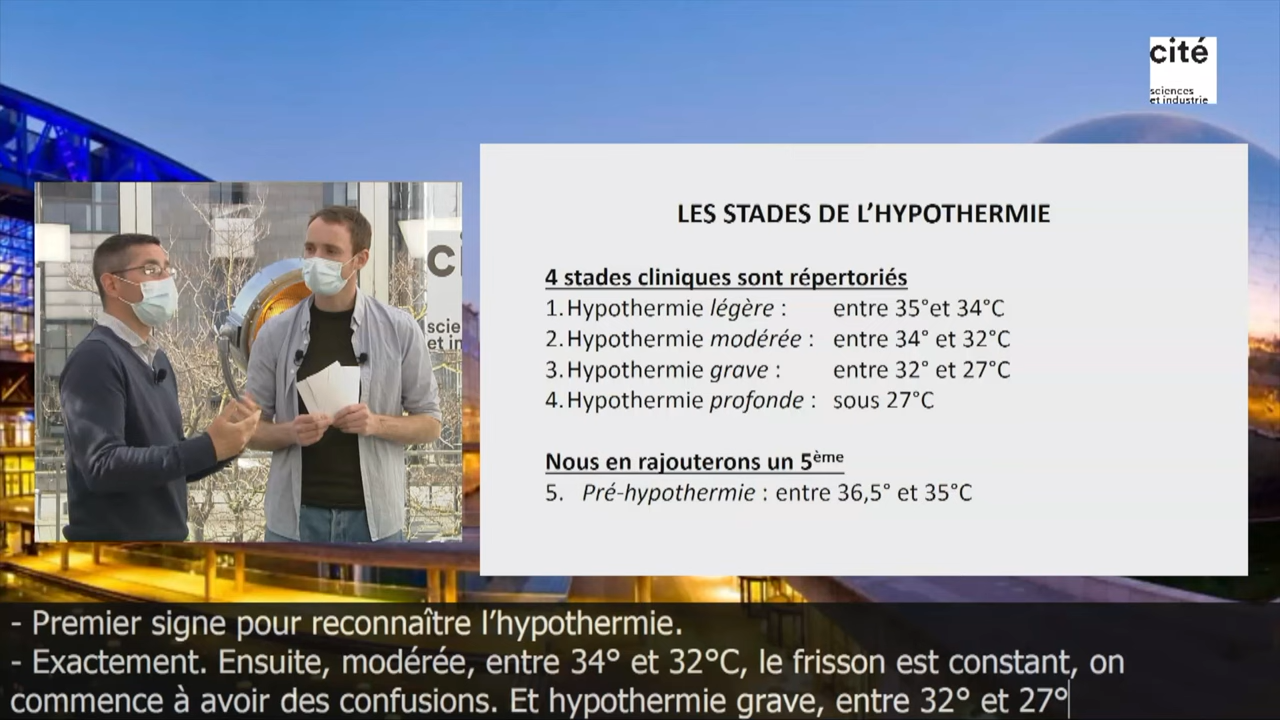 cité
sciences
et industrie
LES STADES DE L'HYPOTHERMIE
4 stades cliniques sont répertoriés
1. Hypothermie légère : entre 35°et 34°C
2. Hypothermie modérée : entre 34° et 32°C
3. Hypothermie grave : entre 32° et 27°C
4. Hypothermie profonde : sous 27°C
Nous en rajouterons un 5ème
5. Pré-hypothermie : entre 36,5° et 35°C
ci
scie
et in
- Premier signe pour reconnaître l'hypothermie.
- Exactement. Ensuite, modérée, entre 34° et 32°C, le frisson est constant, on
commence à avoir des confusions. Et hypothermie grave, entre 32° et 27°